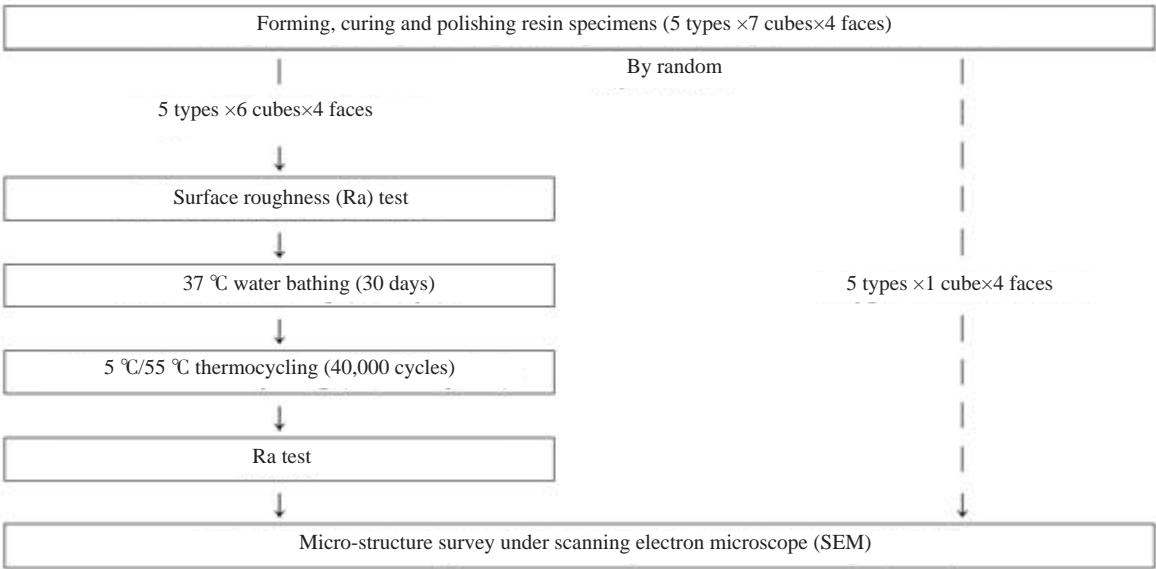 Forming, curing and polishing resin specimens (5 types ×7 cubes×4 faces)
By random
5 types ×6 cubes×4 faces
Surface roughness (Ra) test
37 ℃ water bathing (30 days)
5 types ×1 cube×4 faces
5 ℃/55 ℃ thermocycling (40,000 cycles)
Ra test
Micro-structure survey under scanning electron microscope (SEM)